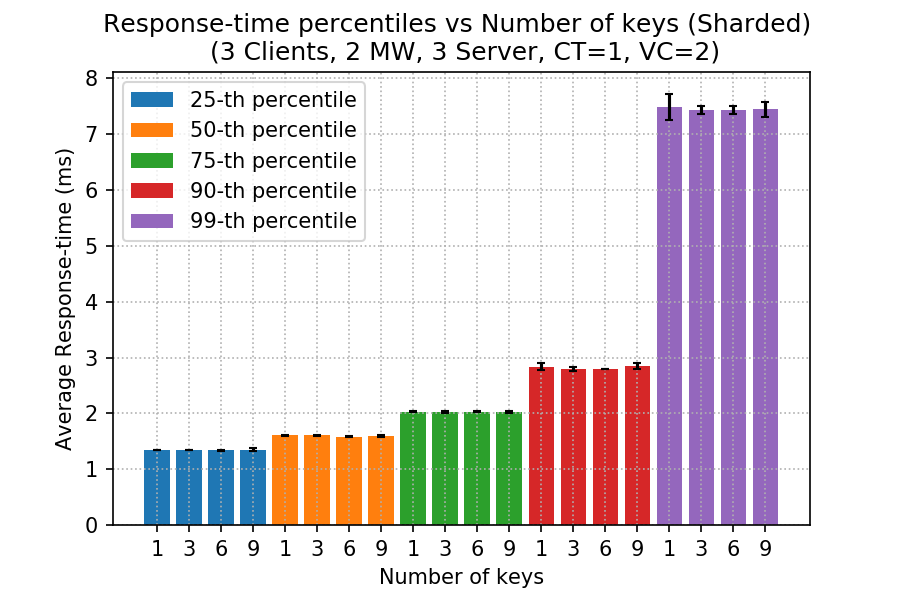 Response-time percentiles vs Number of keys (Sharded)
(3 Clients, 2 MW, 3 Server, CT=1, VC=2)
8
7
6
5
4
3
2
1
0
Average Response-time (ms)
25-th percentile
50-th percentile
75-th percentile
90-th percentile
99-th percentile
1 3 6 9 1 3 6 9 1 3 6 9 1 3 6 9 1 3 6 9
Number of keys